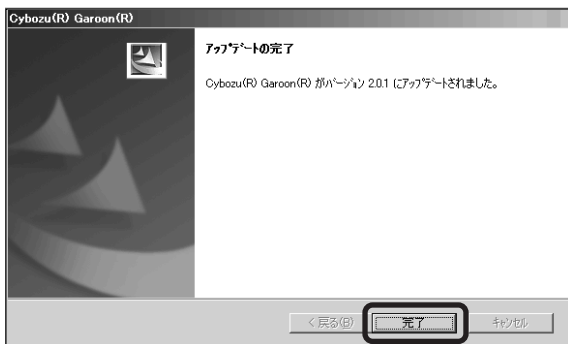 Cybozu(R) Garoon(R)
ｱｯﾌﾟﾃﾞｰﾄの完了
Cybozu(R) Garoon(R) がﾊﾞｰｼﾞｮﾝ 2.0.1 にｱｯﾌﾟﾃﾞｰﾄされました。
< 戻る(B)
完了
ｷｬﾝｾﾙ